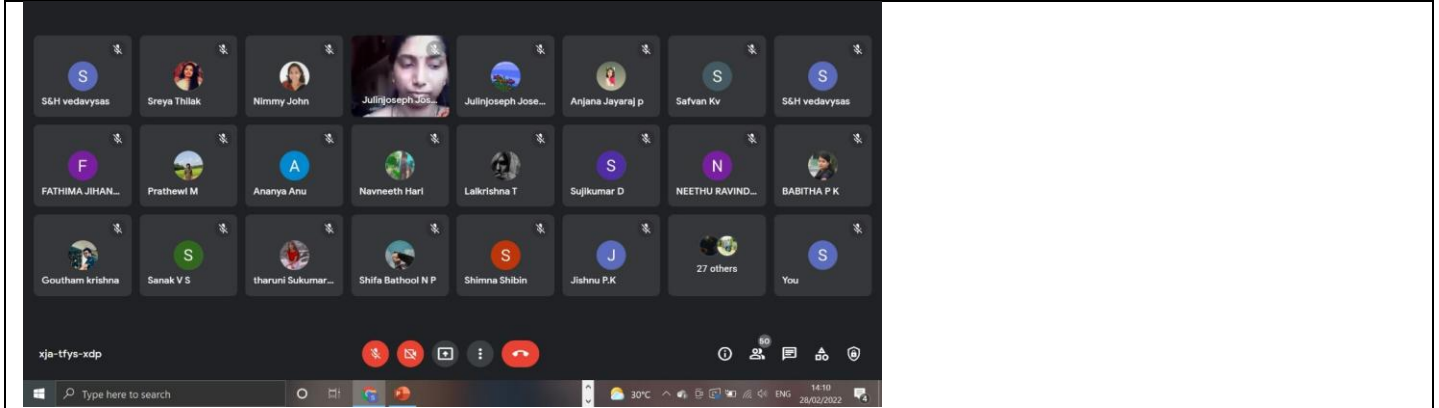 S
S&H vedavysas
Sreya Thilak
Nimmy John
Julinjoseph Jos...
Julinjoseph Jose...
Anjana Jayaraj p
S
Safvan Kv
S
S&H vedavysas
F
FATHIMA JIHAN...
Prathewl M
A
Ananya Anu
Navneeth Hari
Lalkrishna T
S
Sujikumar D
N
NEETHU RAVIND...
BABITHA P K
Goutham krishna
S
Sanak V S
tharuni Sukumar...
Shifa Bathool N P
S
Shimna Shibin
J
Jishnu P.K
27 others
S
You
xja-tfys-xdp
50
Type here to search
30°C
ENG
14:10
28/02/2022
4